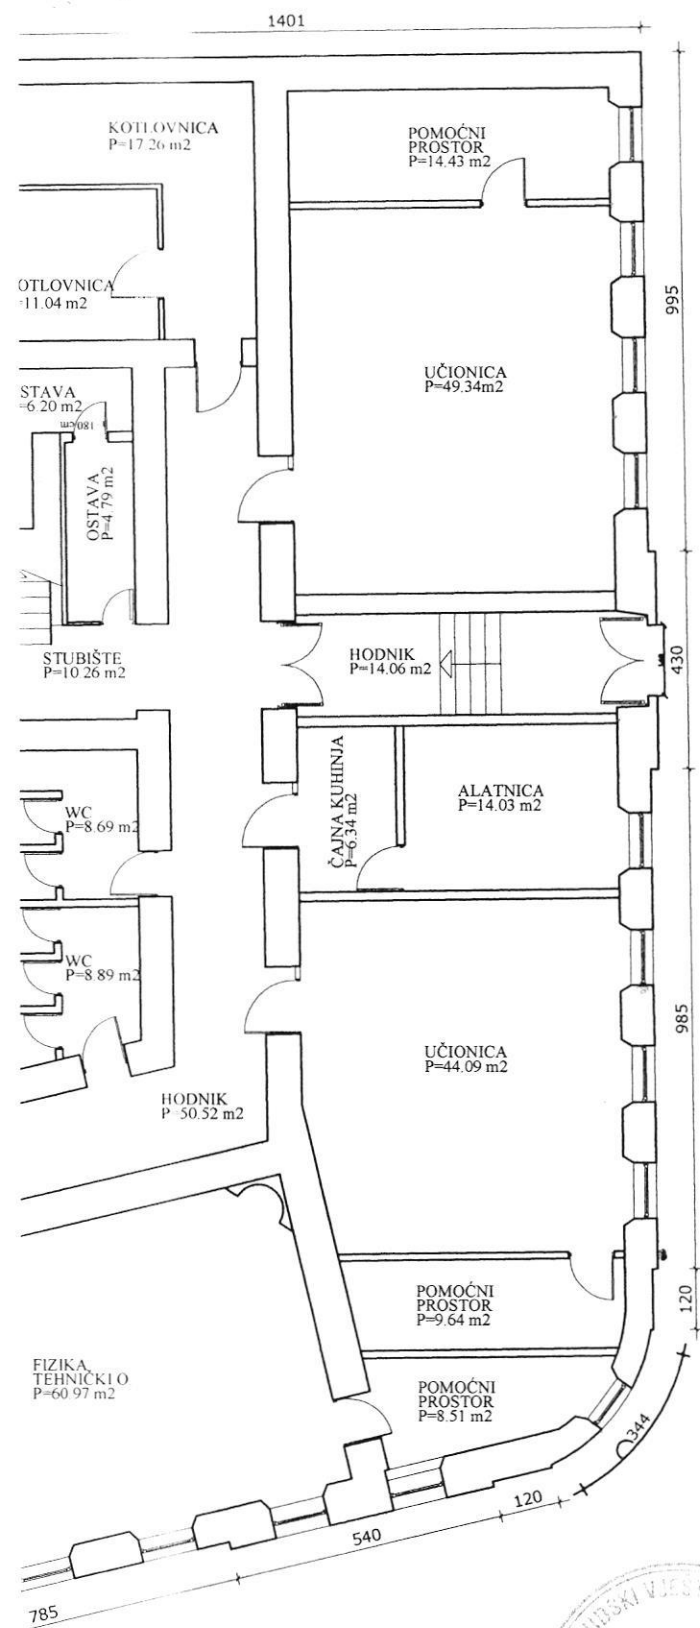 1401
KOTLOVNICA
P=17.26 m2
POMOĆNI
PROSTOR
P=14.43 m2
OTLOVNICA
=11.04 m2
995
UČIONICA
P=49.34m2
STAVA
=6.20 m2
180 cm
OSTAVA
P=4.79 m2
STUBIŠTE
P=10.26 m2
HODNIK
P=14.06 m2
430
ČAJNA KUHINJA
P=6.34 m2
ALATNICA
P=14.03 m2
WC
P=8.69 m2
WC
P=8.89 m2
985
UČIONICA
P=44.09 m2
HODNIK
P=50.52 m2
POMOĆNI
PROSTOR
P=9.64 m2
120
FIZIKA,
TEHNIČKI O
P=60.97 m2
POMOĆNI
PROSTOR
P=8.51 m2
344
120
540
785